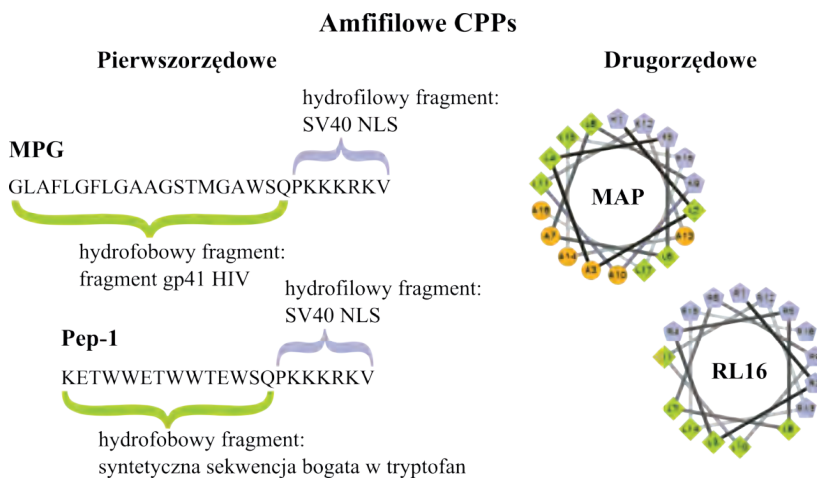 Amfifilowe CPPs
Pierwszorzędowe
Drugorzędowe
hydrofilowy fragment:
SV40 NLS
MPG
GLAFLGFLGAAGSTMGAWSQPKKKRKV
hydrofobowy fragment:
fragment gp41 HIV
hydrofilowy fragment:
SV40 NLS
Pep-1
KETWWETWWTEWSQPKKKRKV
hydrofobowy fragment:
syntetyczna sekwencja bogata w tryptofan
MAP
RL16